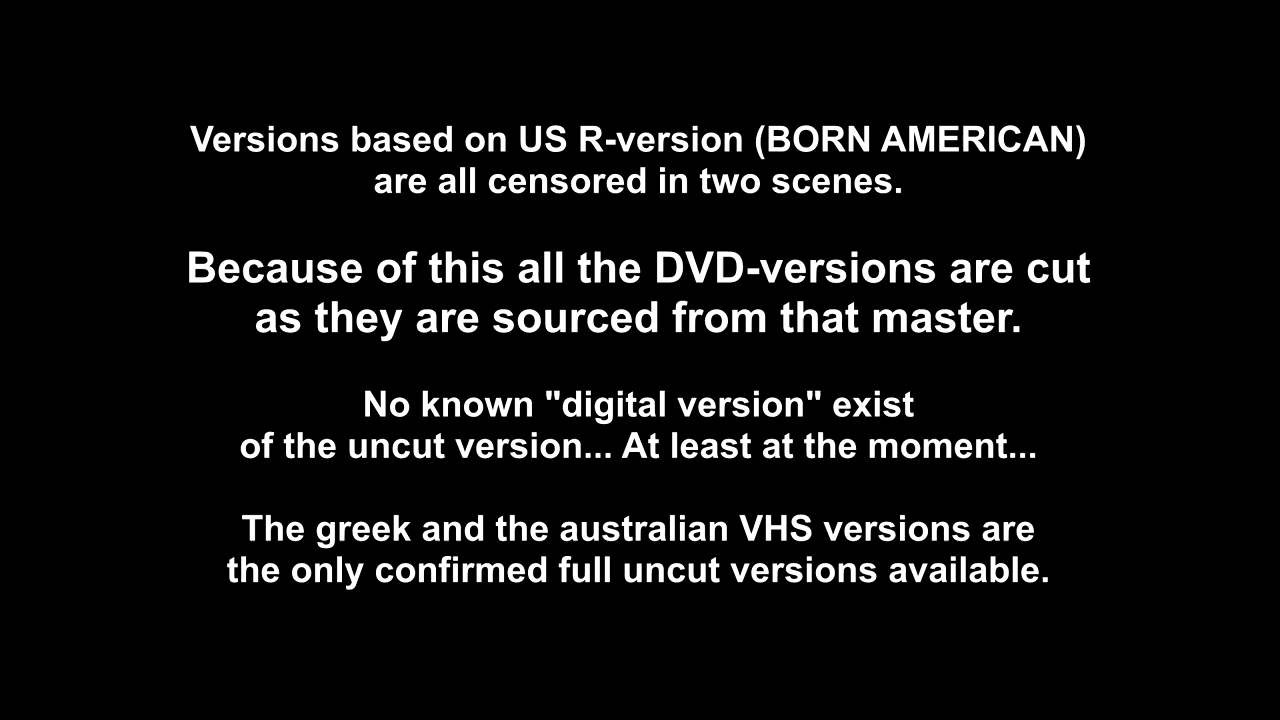 Versions based on US R-version (BORN AMERICAN)
are all censored in two scenes.
Because of this all the DVD-versions are cut
as they are sourced from that master.
No known "digital version" exist
of the uncut version... At least at the moment...
The greek and the australian VHS versions are
the only confirmed full uncut versions available.